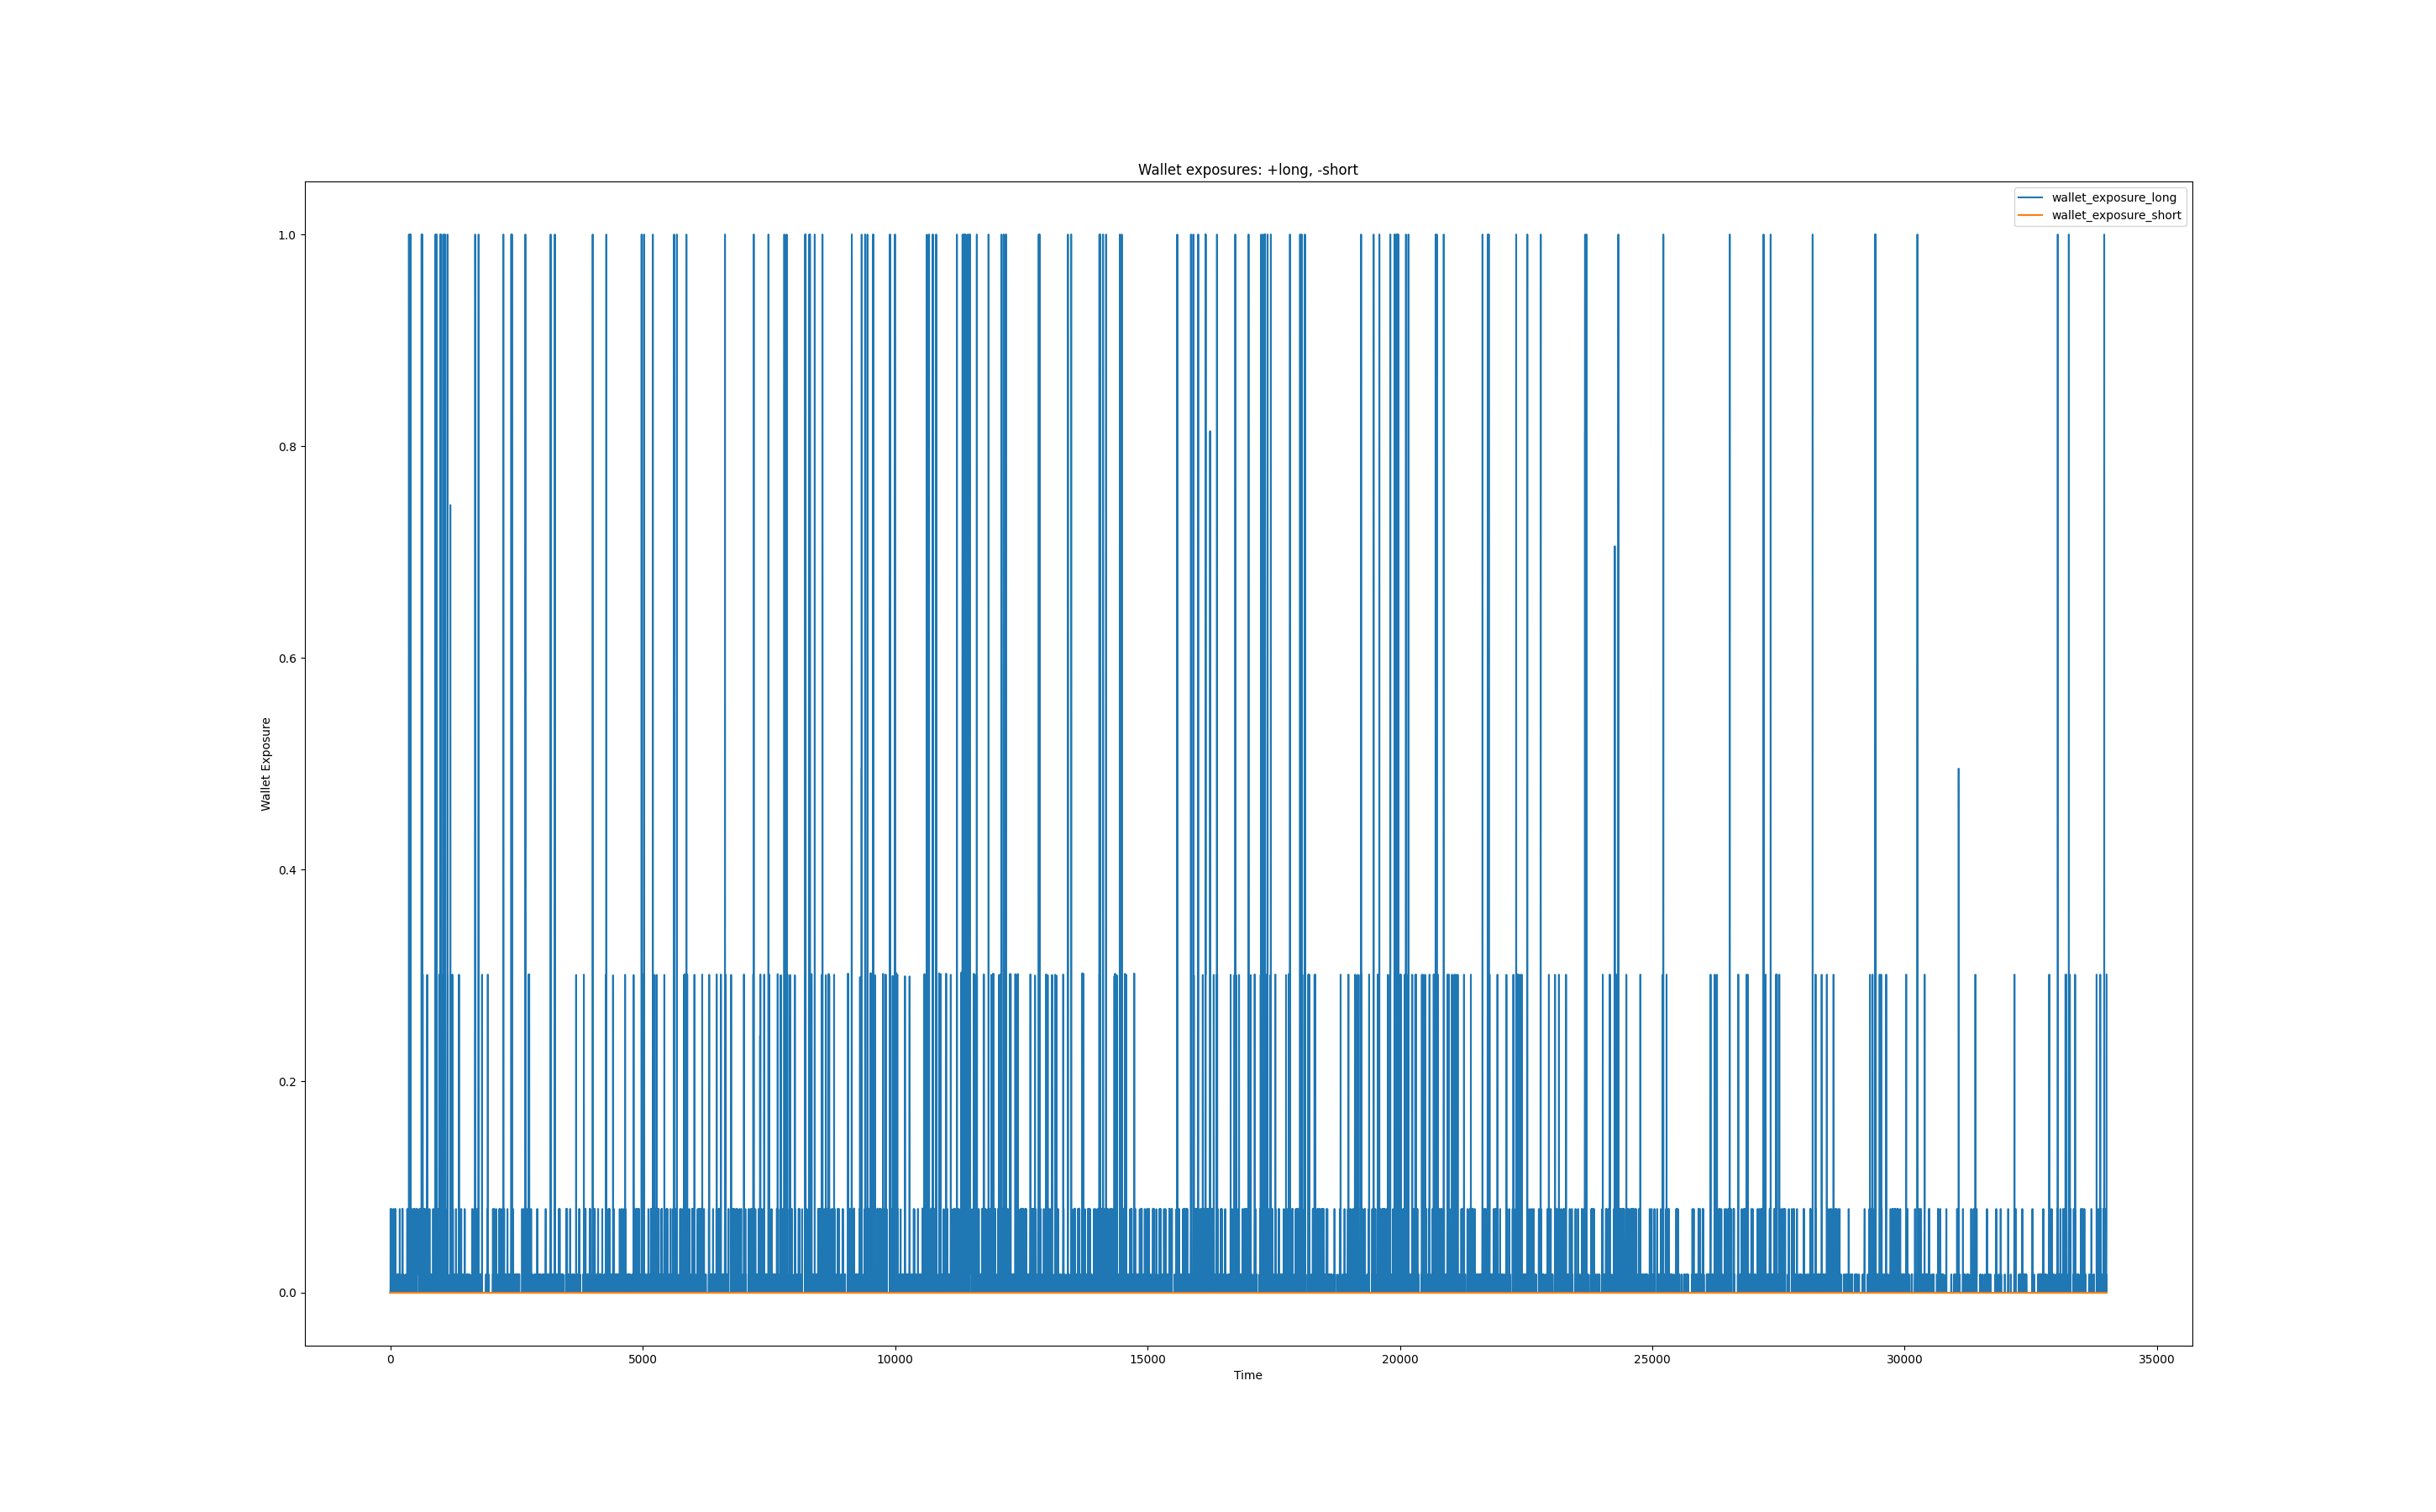 Wallet exposures: +long, -short
wallet_exposure_long
wallet_exposure_short
1.0
0.8
0.6
0.4
0.2
0.0
Wallet Exposure
0 5000 10000 15000 20000 25000 30000 35000
Time